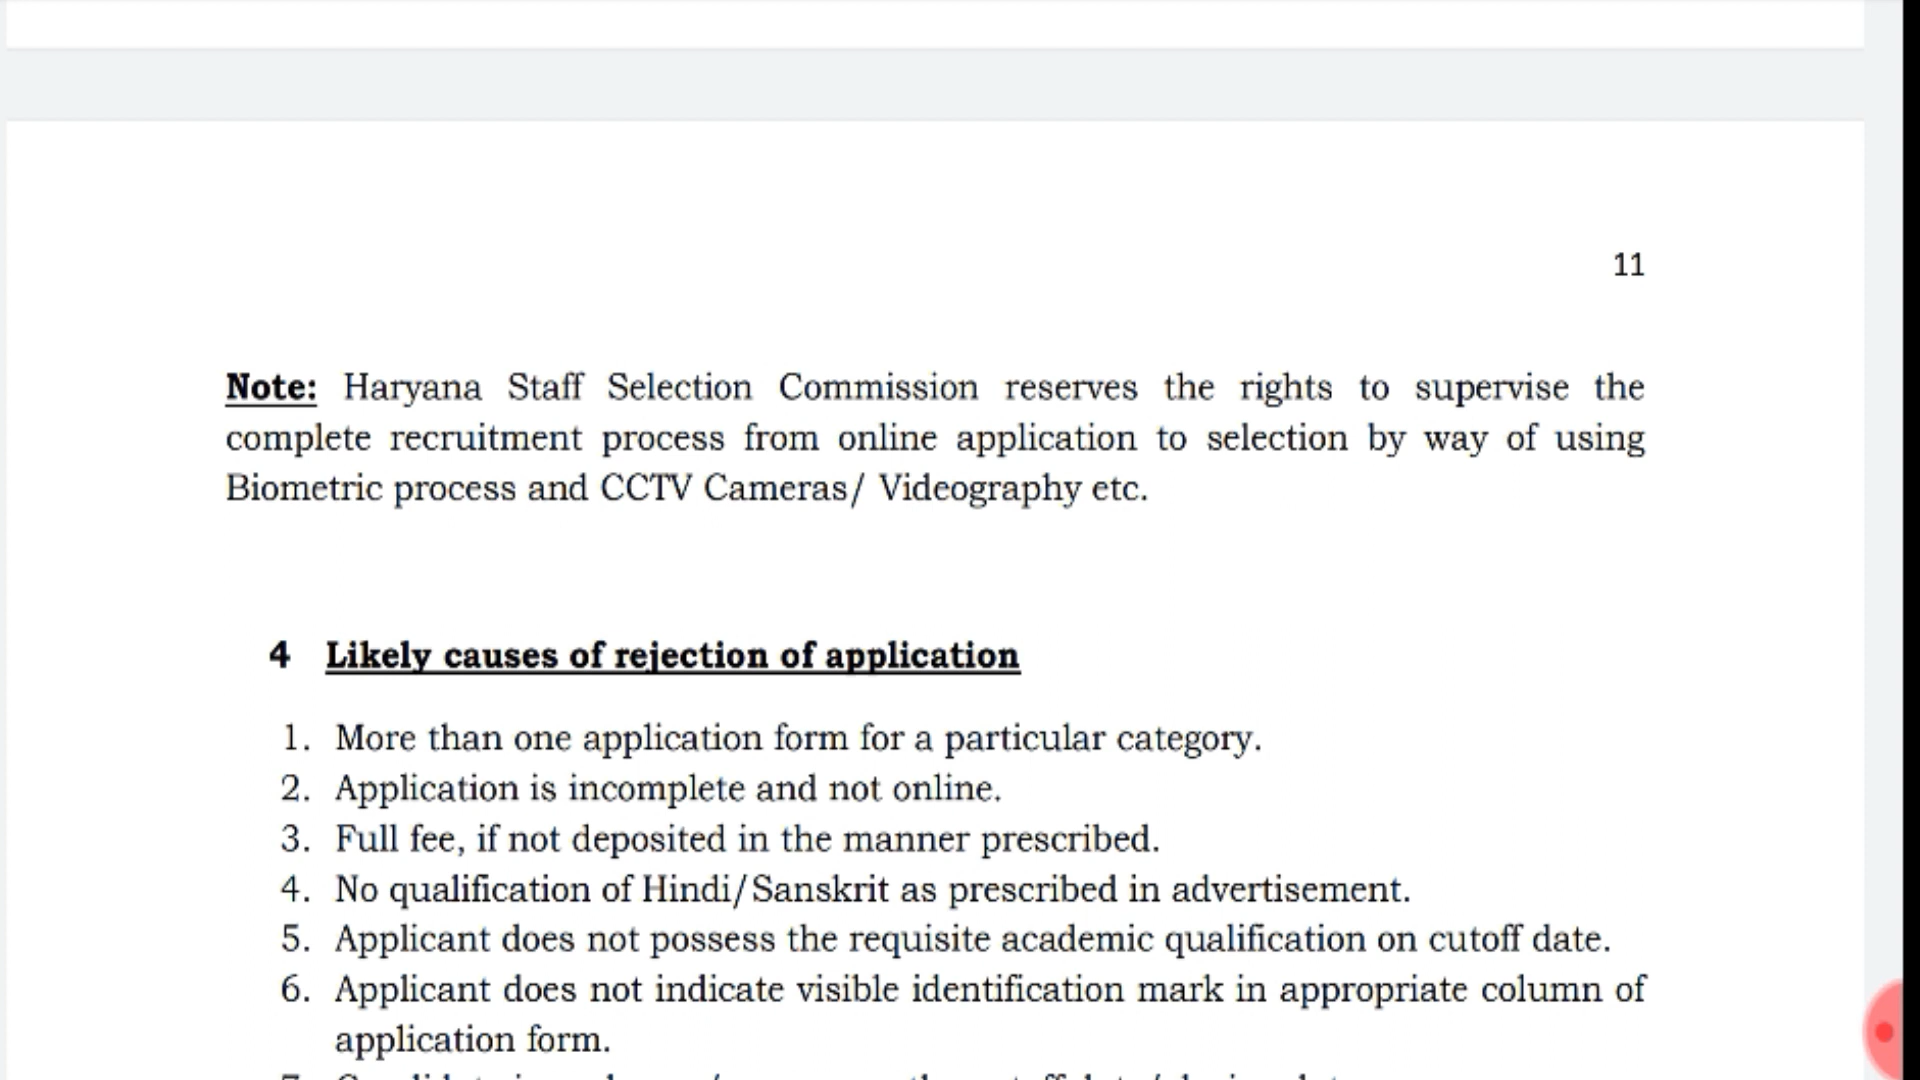 11
Note: Haryana Staff Selection Commission reserves the rights to supervise the
complete recruitment process from online application to selection by way of using
Biometric process and CCTV Cameras/ Videography etc.
4 Likely causes of rejection of application
1. More than one application form for a particular category.
2. Application is incomplete and not online.
3. Full fee, if not deposited in the manner prescribed.
4. No qualification of Hindi/Sanskrit as prescribed in advertisement.
5. Applicant does not possess the requisite academic qualification on cutoff date.
6. Applicant does not indicate visible identification mark in appropriate column of
application form.